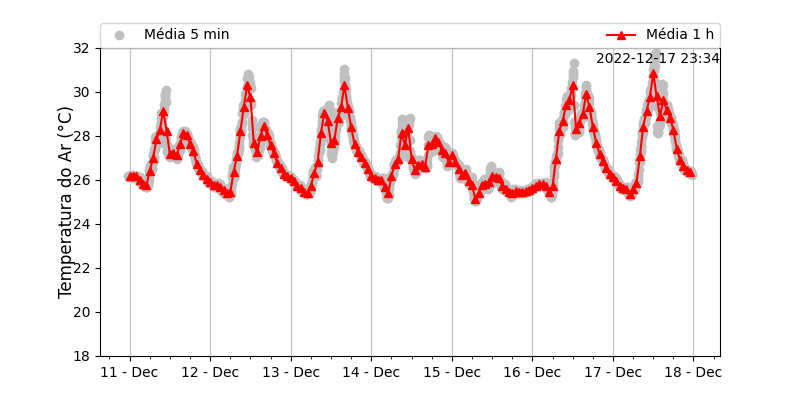 Média 5 min
Média 1 h
2022-12-17 23:34
Temperatura do Ar (°C)
32
30
28
26
24
22
20
18
11 - Dec
12 - Dec
13 - Dec
14 - Dec
15 - Dec
16 - Dec
17 - Dec
18 - Dec